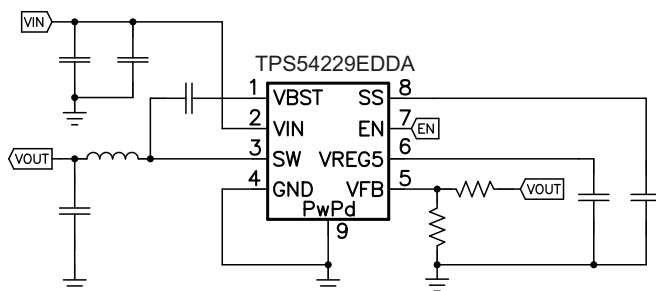 VIN
TPS54229EDDA
1 VBST SS 8
2 VIN EN 7 EN
3 SW VREG5 6
VOUT
4 GND VFB 5 VOUT
PwPd
9